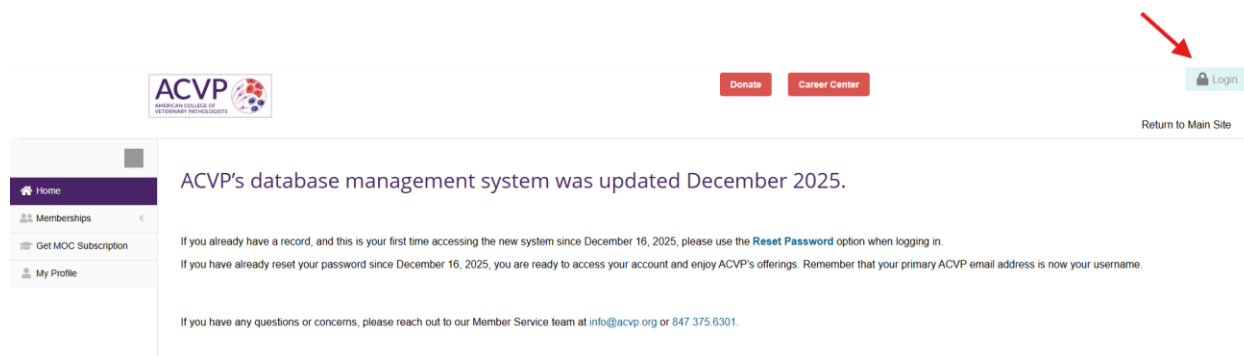 ACVP
AMERICAN COLLEGE OF
VETERINARY PATHOLOGISTS
Donate
Career Center
Login
Return to Main Site
Home
Memberships
Get MOC Subscription
My Profile
ACVP's database management system was updated December 2025.
If you already have a record, and this is your first time accessing the new system since December 16, 2025, please use the Reset Password option when logging in.
If you have already reset your password since December 16, 2025, you are ready to access your account and enjoy ACVP's offerings. Remember that your primary ACVP email address is now your username.
If you have any questions or concerns, please reach out to our Member Service team at info@acvp.org or 847.375.6301.